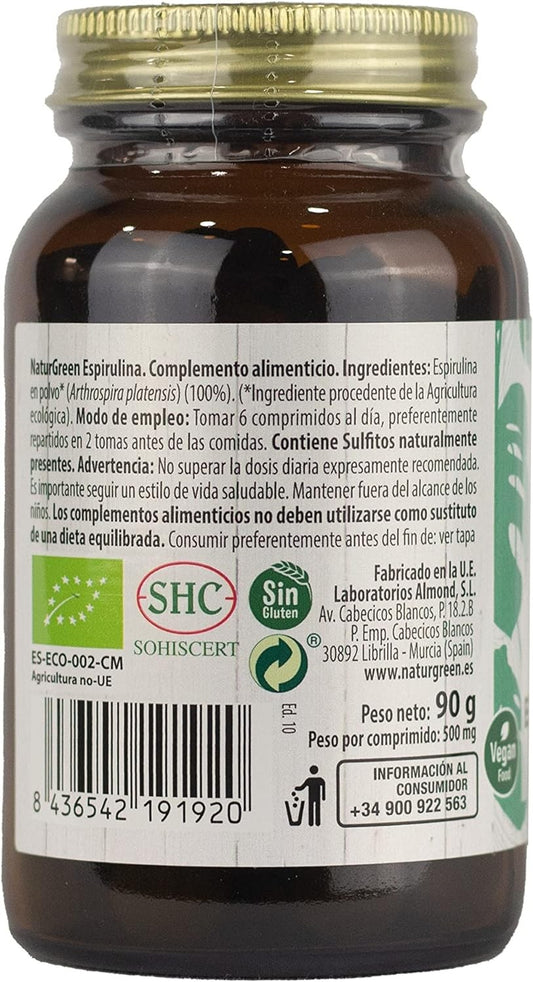 NaturGreen Espirulina. Complemento alimenticio. Ingredientes: Espirulina
en polvo* (Arthrospira platensis) (100%). (*Ingrediente procedente de la Agricultura
ecológica). Modo de empleo: Tomar 6 comprimidos al día, preferentemente
repartidos en 2 tomas antes de las comidas. Contiene Sulfitos naturalmente
presentes. Advertencia: No superar la dosis diaria expresamente recomendada.
Es importante seguir un estilo de vida saludable. Mantener fuera del alcance de los
niños. Los complementos alimenticios no deben utilizarse como sustituto
de una dieta equilibrada. Consumir preferentemente antes del fin de: ver tapa
SHC
SOHISCERT
Sin
Gluten
®
ES-ECO-002-CM
Agricultura no-UE
Fabricado en la U.E.
Laboratorios Almond, S.L.
Av. Cabecicos Blancos, P.18.2.B
P. Emp. Cabecicos Blancos
30892 Librilla - Murcia (Spain)
www.naturgreen.es
Ed. 10
Peso neto: 90 g
Peso por comprimido: 500 mg
INFORMACIÓN AL
CONSUMIDOR
+34 900 922 563
Vegan
Food
8 436542 191920